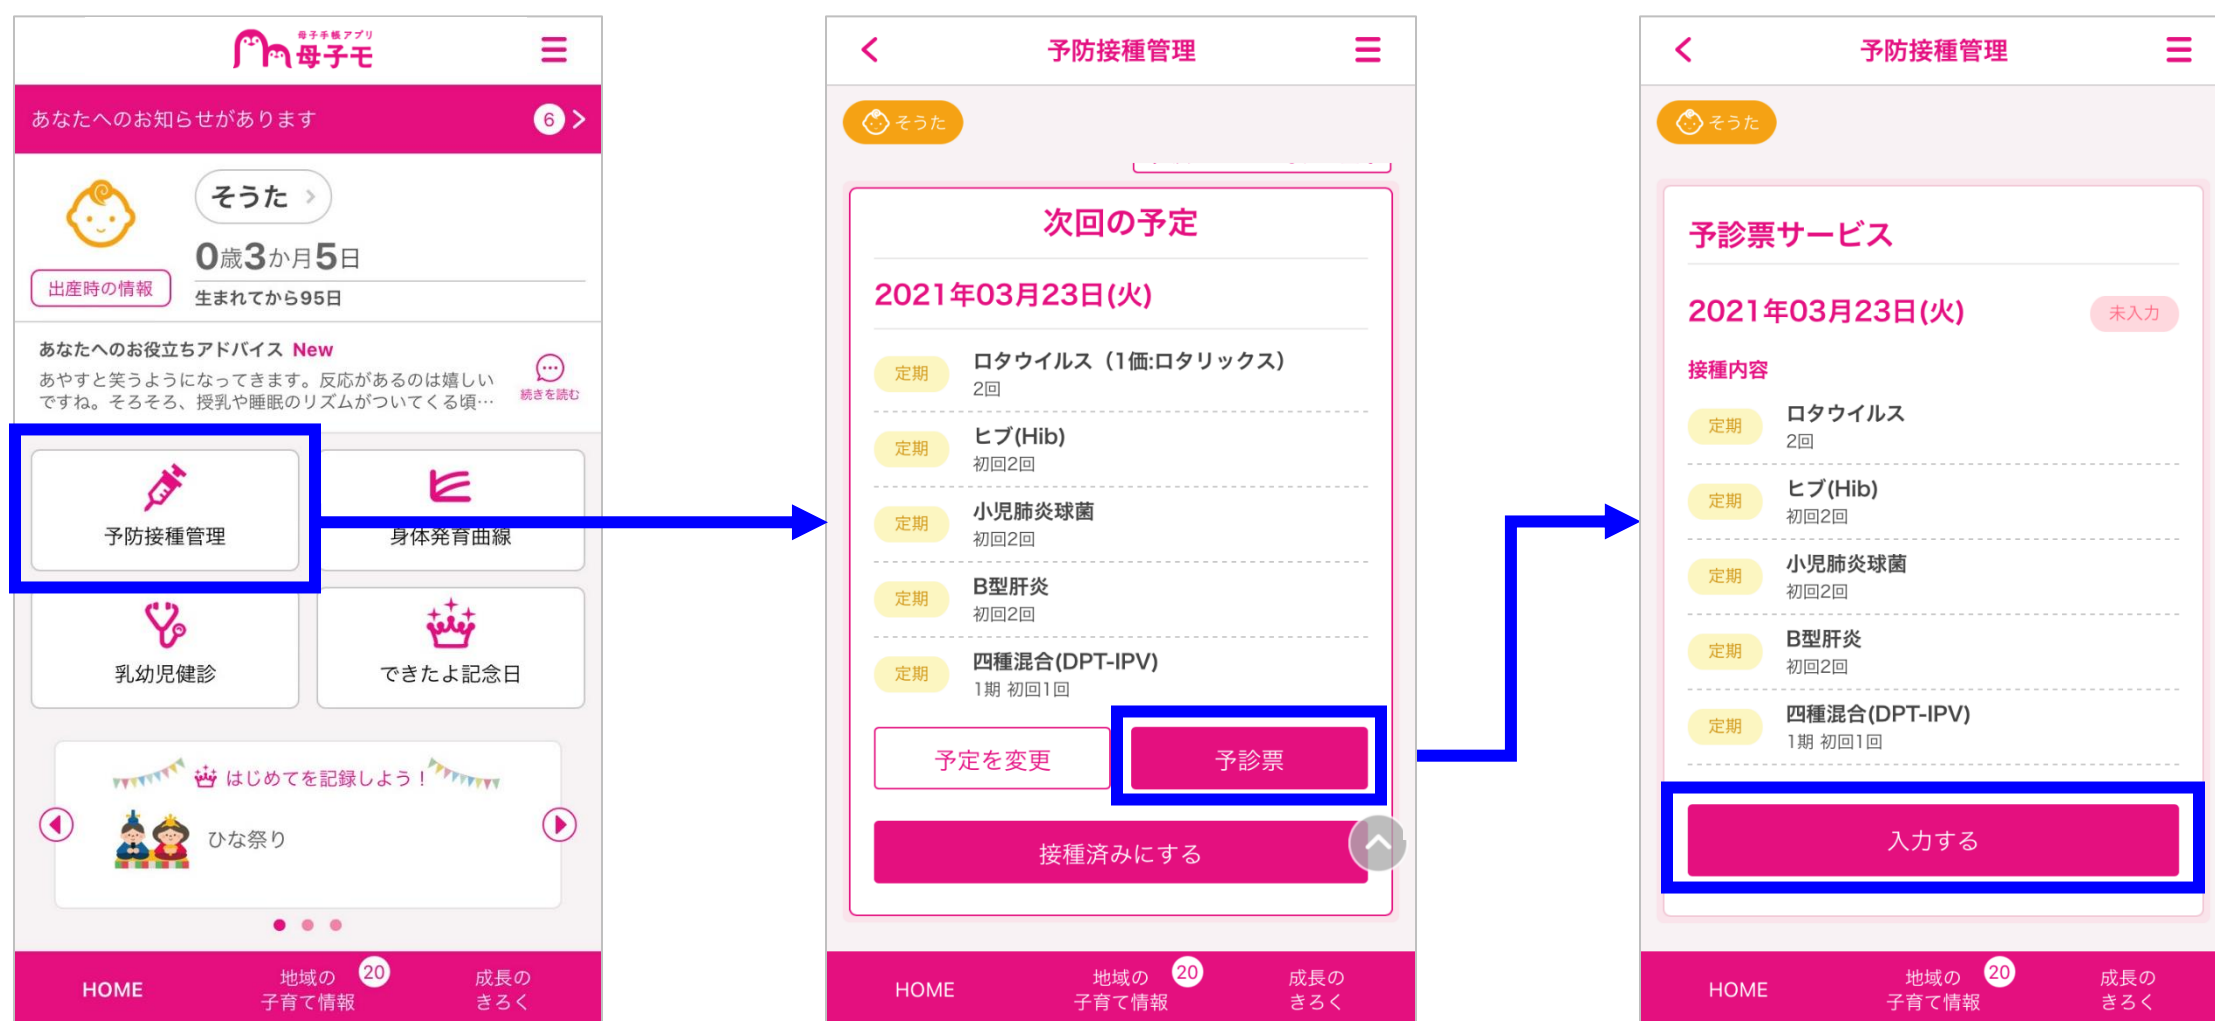 母子手帳アプリ
母子モ
あなたへのお知らせがあります
6
そうた
0歳3か月5日
出産時の情報
生まれてから95日
あなたへのお役立ちアドバイス New
あやすと笑うようになってきます。反応があるのは嬉しい
ですね。そろそろ、授乳や睡眠のリズムがついてくる頃…
続きを読む
予防接種管理
身体発育曲線
乳幼児健診
できたよ記念日
はじめてを記録しよう!
ひな祭り
HOME
地域の
子育て情報
20
成長の
きろく
予防接種管理
そうた
次回の予定
2021年03月23日(火)
定期
ロタウイルス（1価:ロタリックス）
2回
定期
ヒブ(Hib)
初回2回
定期
小児肺炎球菌
初回2回
定期
B型肝炎
初回2回
定期
四種混合(DPT-IPV)
1期 初回1回
予定を変更
予診票
接種済みにする
HOME
地域の
子育て情報
20
成長の
きろく
予防接種管理
そうた
予診票サービス
2021年03月23日(火)
未入力
接種内容
定期
ロタウイルス
2回
定期
ヒブ(Hib)
初回2回
定期
小児肺炎球菌
初回2回
定期
B型肝炎
初回2回
定期
四種混合(DPT-IPV)
1期 初回1回
入力する
HOME
地域の
子育て情報
20
成長の
きろく